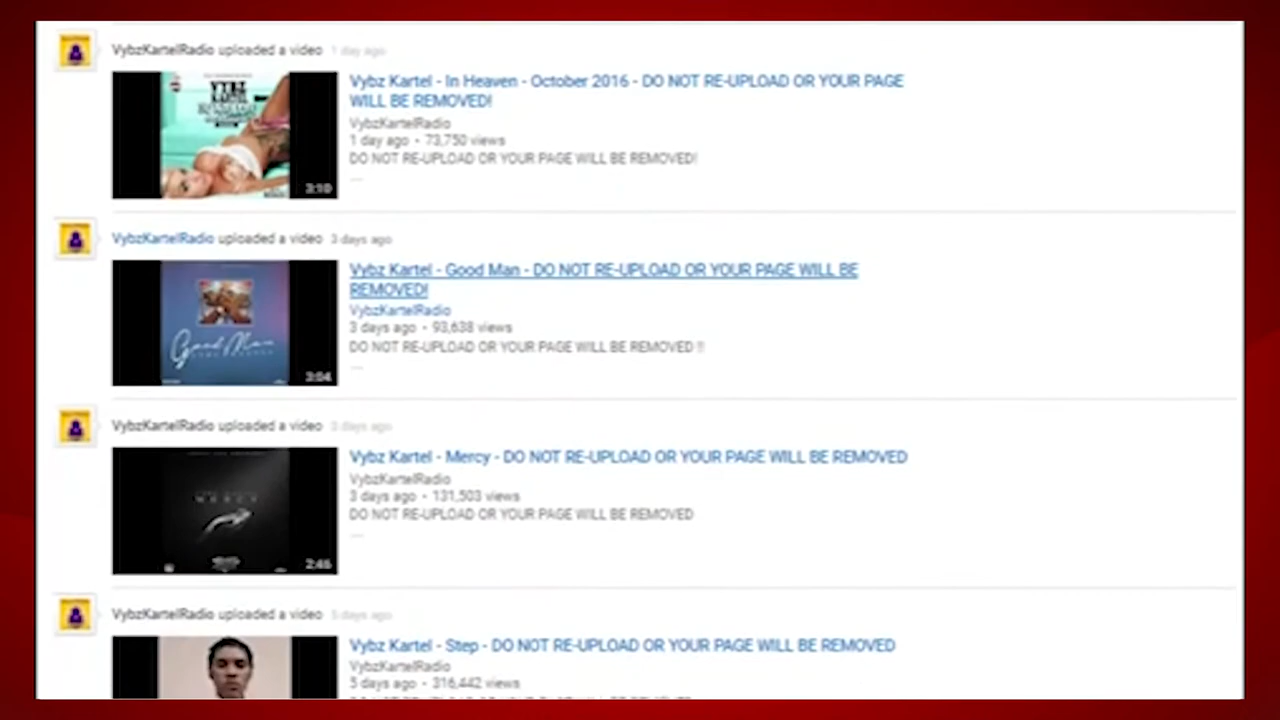 VybzKartelRadio uploaded a video 1 day ago
Vybz Kartel - In Heaven - October 2016 - DO NOT RE-UPLOAD OR YOUR PAGE
WILL BE REMOVED!
VybzKartelRadio
1 day ago • 73,750 views
DO NOT RE-UPLOAD OR YOUR PAGE WILL BE REMOVED!
3:10
VybzKartelRadio uploaded a video 3 days ago
Vybz Kartel - Good Man - DO NOT RE-UPLOAD OR YOUR PAGE WILL BE
REMOVED!
VybzKartelRadio
3 days ago • 93,638 views
DO NOT RE-UPLOAD OR YOUR PAGE WILL BE REMOVED !!
Good Man
3:04
VybzKartelRadio uploaded a video 3 days ago
Vybz Kartel - Mercy - DO NOT RE-UPLOAD OR YOUR PAGE WILL BE REMOVED
VybzKartelRadio
3 days ago • 131,503 views
DO NOT RE-UPLOAD OR YOUR PAGE WILL BE REMOVED
MERCY
2:46
VybzKartelRadio uploaded a video 5 days ago
Vybz Kartel - Step - DO NOT RE-UPLOAD OR YOUR PAGE WILL BE REMOVED
VybzKartelRadio
5 days ago • 316,442 views